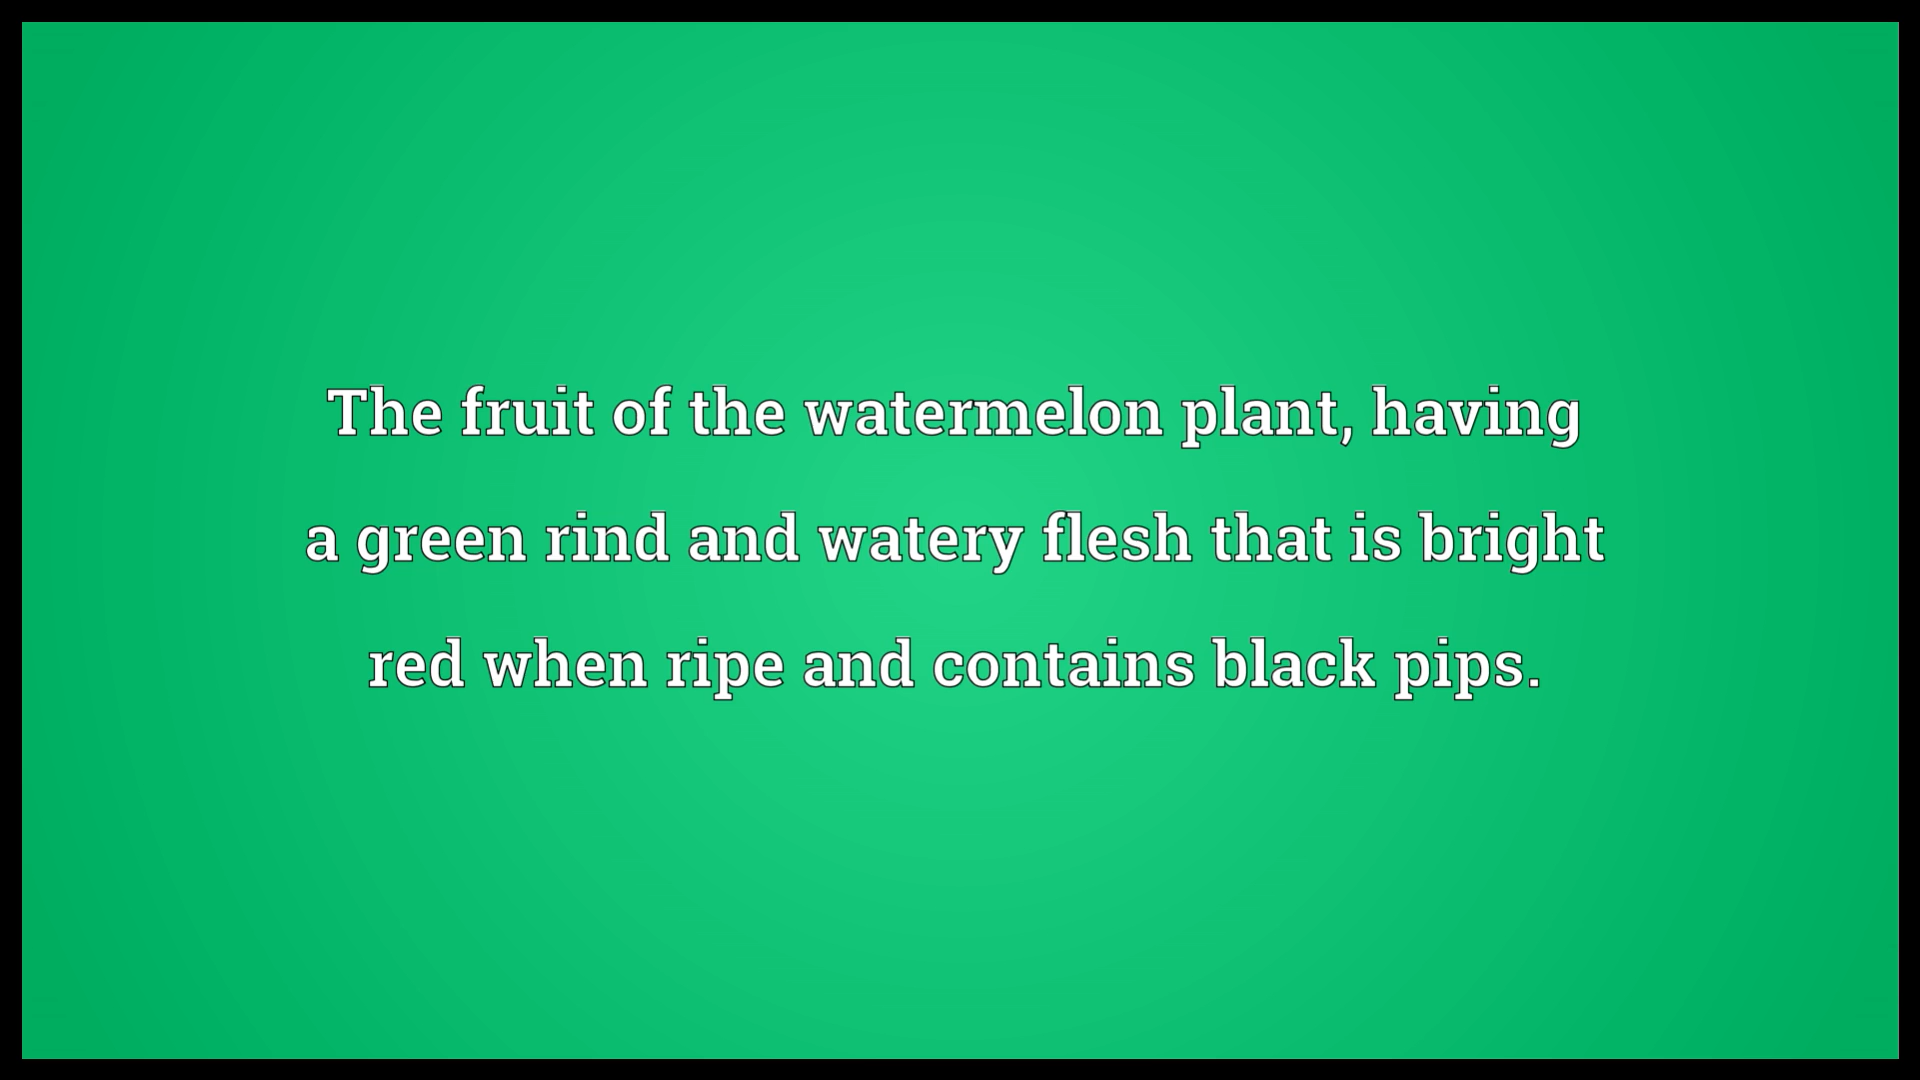 The fruit of the watermelon plant, having
a green rind and watery flesh that is bright
red when ripe and contains black pips.